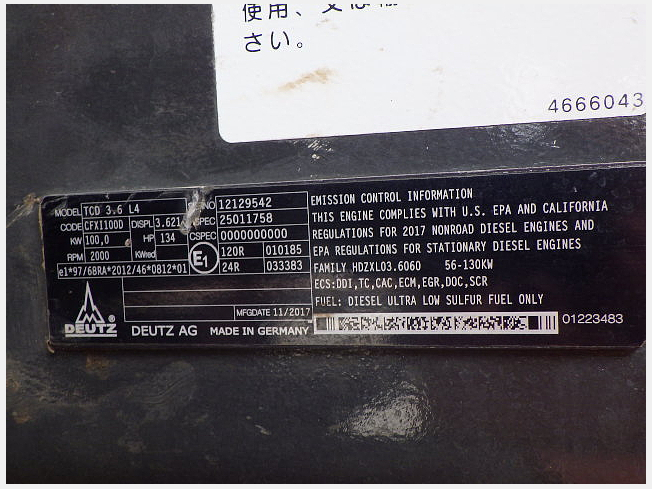 さい。
4666043
MODEL TCD 3.6 L4
CODE CFX1100D DISPL 3.621
KW 100,0 HP 134
RPM 2000 KWred
e1*97/68RA*2012/46*0812*01
NO 12129542
SPEC 25011758
CSPEC 0000000000
E1 120R 010185
24R 033383
MFGDATE 11/2017
DEUTZ ® DEUTZ AG MADE IN GERMANY
EMISSION CONTROL INFORMATION
THIS ENGINE COMPLIES WITH U.S. EPA AND CALIFORNIA
REGULATIONS FOR 2017 NONROAD DIESEL ENGINES AND
EPA REGULATIONS FOR STATIONARY DIESEL ENGINES
FAMILY HDZXL03.6060 56-130KW
ECS:DDI,TC,CAC,ECM,EGR,DOC,SCR
FUEL: DIESEL ULTRA LOW SULFUR FUEL ONLY
01223483